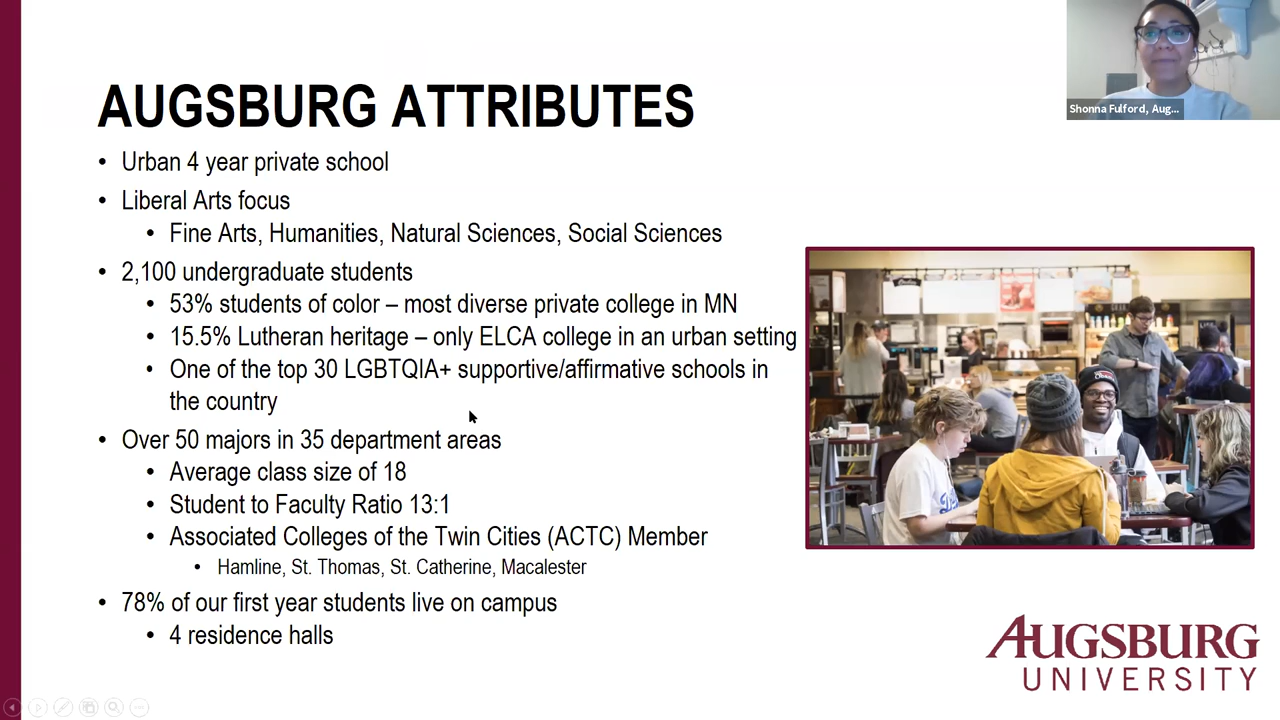 AUGSBURG ATTRIBUTES
Shonna Fulford, Aug...
• Urban 4 year private school
• Liberal Arts focus
• Fine Arts, Humanities, Natural Sciences, Social Sciences
• 2,100 undergraduate students
• 53% students of color – most diverse private college in MN
• 15.5% Lutheran heritage – only ELCA college in an urban setting
• One of the top 30 LGBTQIA+ supportive/affirmative schools in
the country
• Over 50 majors in 35 department areas
• Average class size of 18
• Student to Faculty Ratio 13:1
• Associated Colleges of the Twin Cities (ACTC) Member
• Hamline, St. Thomas, St. Catherine, Macalester
• 78% of our first year students live on campus
• 4 residence halls
AUGSBURG
UNIVERSITY